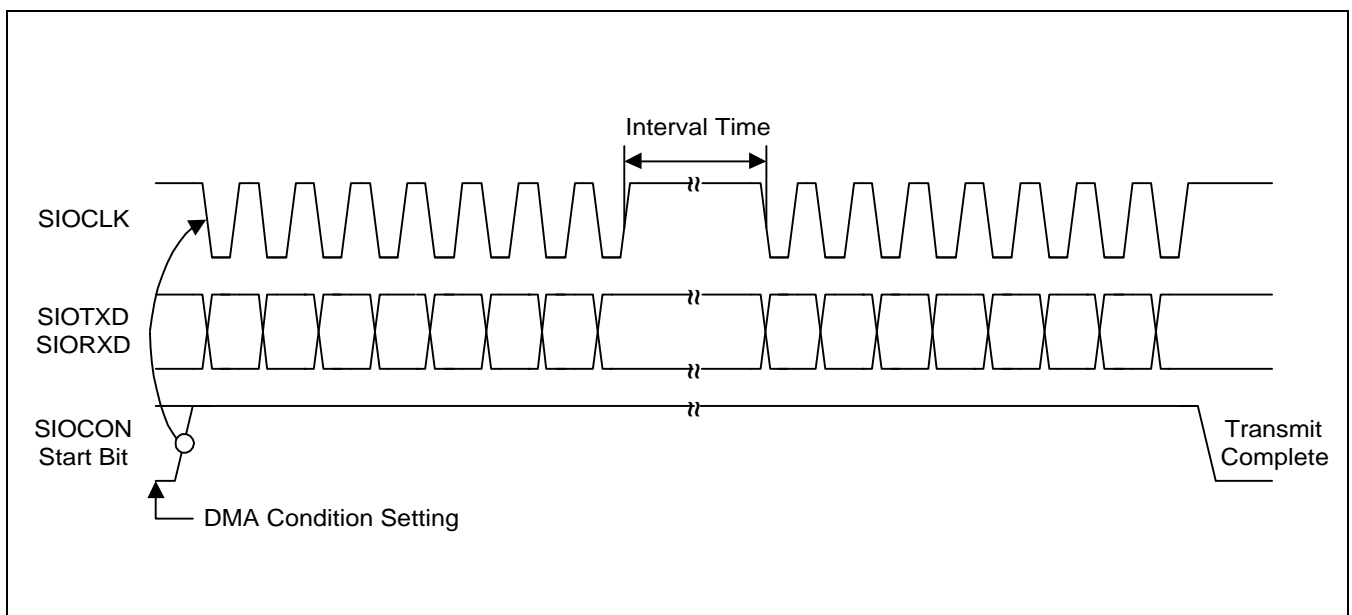 Interval Time
SIOCLK
SIOTXD
SIORXD
SIOCON
Start Bit
Transmit
Complete
DMA Condition Setting